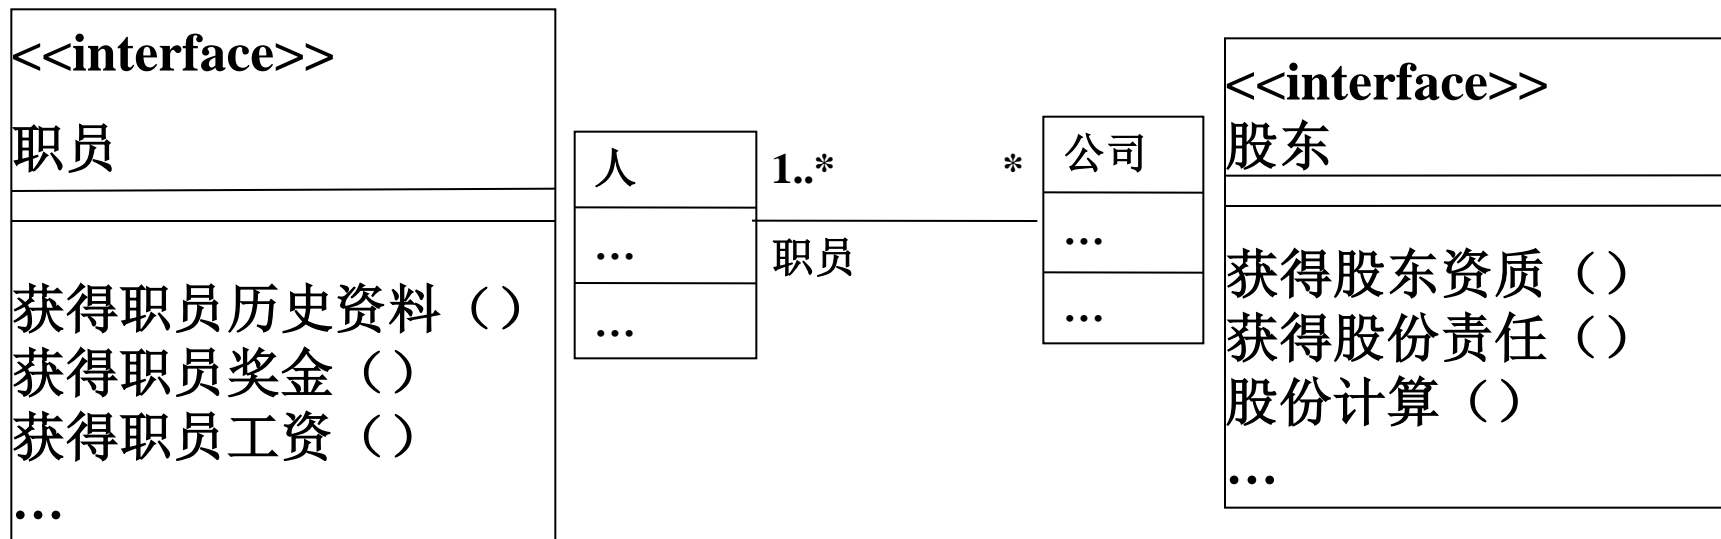 <<interface>>
职员
获得职员历史资料（）
获得职员奖金（）
获得职员工资（）
…
人
…
…
1..*
*
职员
公司
…
…
<<interface>>
股东
获得股东资质（）
获得股份责任（）
股份计算（）
…